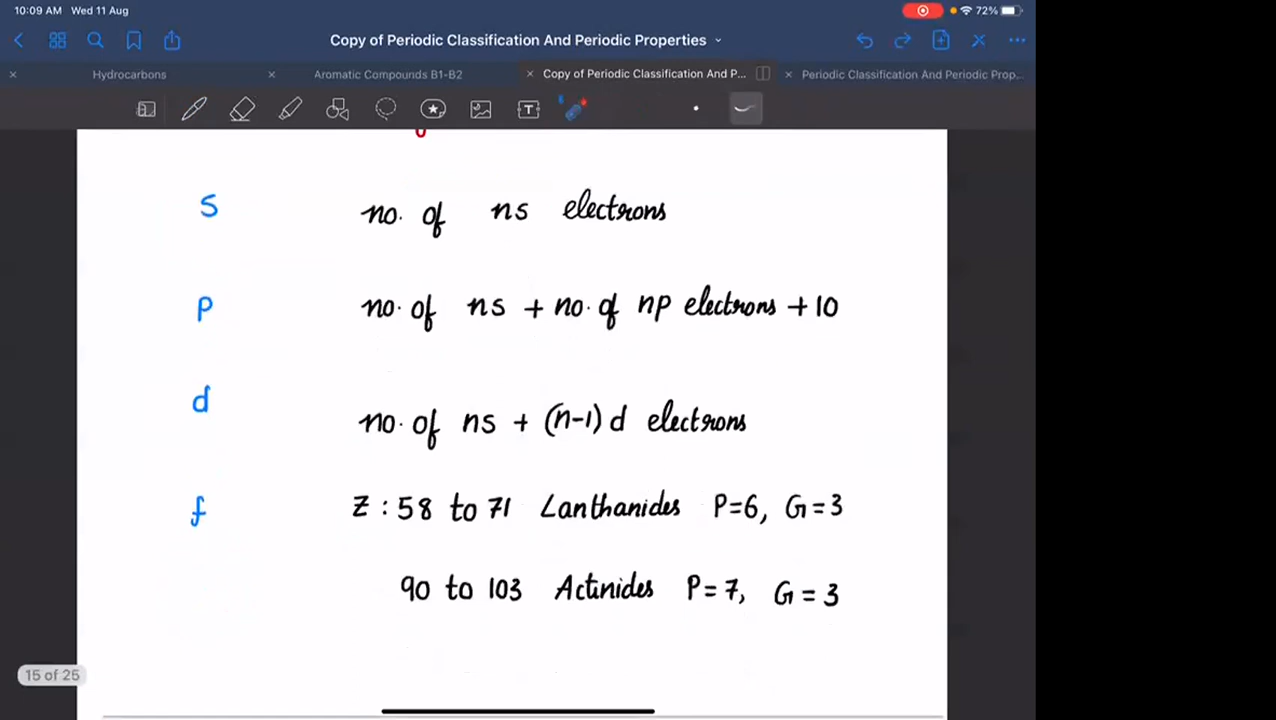 10:09 AM Wed 11 Aug
72%
Copy of Periodic Classification And Periodic Properties
Hydrocarbons
Aromatic Compounds B1-B2
Copy of Periodic Classification And P...
Periodic Classification And Periodic Prop...
S no. of ns electrons
P no. of ns + no. of np electrons + 10
d no. of ns + (n-1) d electrons
f Z : 58 to 71 Lanthanides P=6, G=3
90 to 103 Actinides P=7, G=3
15 of 25